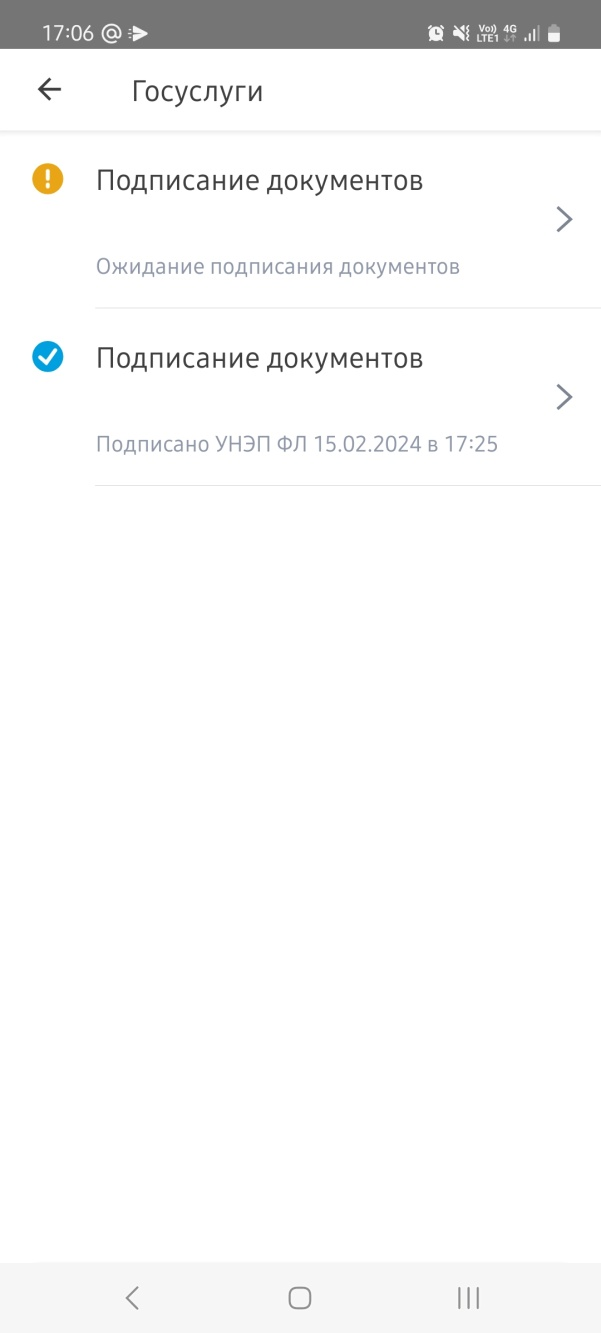 17:06 @ Vo) 4G
LTE1
Госуслуги
Подписание документов
Ожидание подписания документов
Подписание документов
Подписано УНЭП ФЛ 15.02.2024 в 17:25